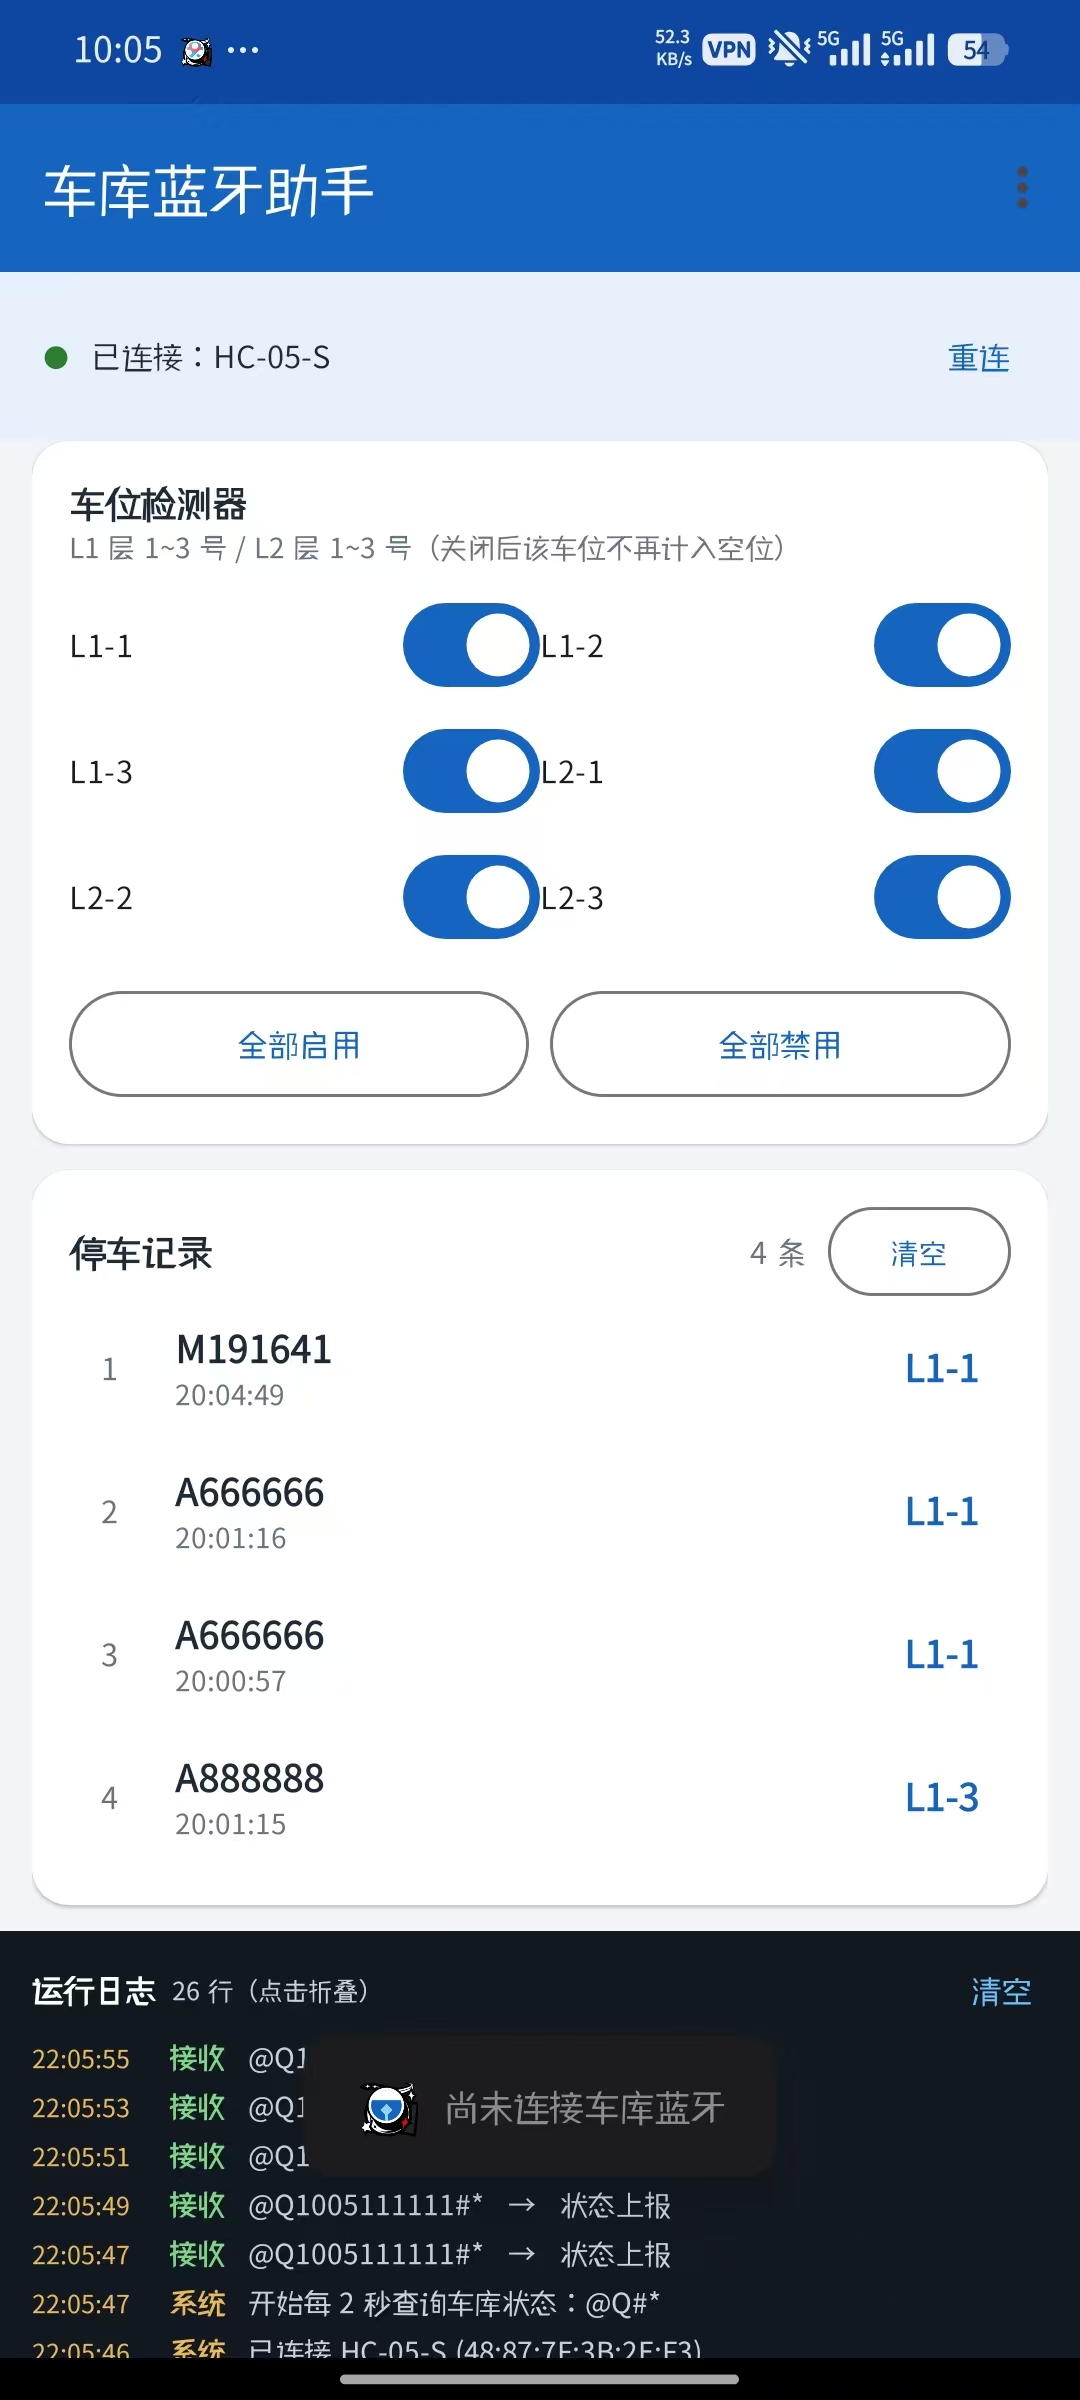 10:05
52.3 KB/s VPN 5G 5G 54
车库蓝牙助手
已连接：HC-05-S 重连
车位检测器
L1 层 1~3 号 / L2 层 1~3 号（关闭后该车位不再计入空位）
L1-1 L1-2
L1-3 L2-1
L2-2 L2-3
全部启用 全部禁用
停车记录 4 条 清空
1 M191641 L1-1
20:04:49
2 A666666 L1-1
20:01:16
3 A666666 L1-1
20:00:57
4 A888888 L1-3
20:01:15
运行日志 26 行（点击折叠） 清空
22:05:55 接收 @Q1
22:05:53 接收 @Q1
尚未连接车库蓝牙
22:05:51 接收 @Q1
22:05:49 接收 @Q1005111111#* → 状态上报
22:05:47 接收 @Q1005111111#* → 状态上报
22:05:47 系统 开始每 2 秒查询车库状态：@Q#*
22:05:46 系统 已连接 HC-05-S (48:87:7F:3B:2F:F3)